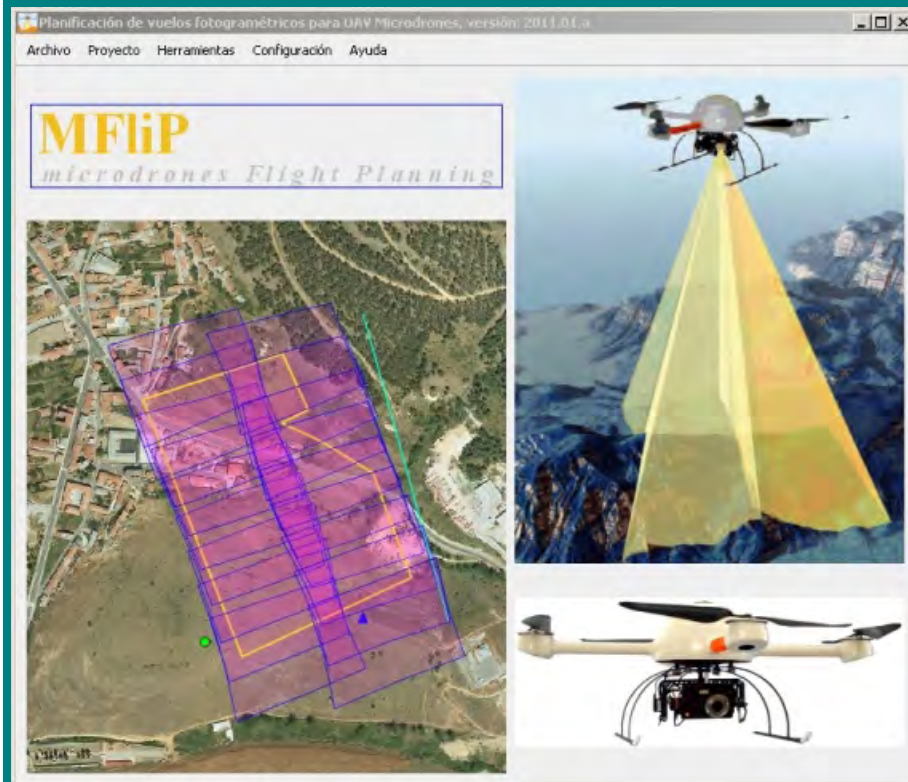 Planificación de vuelos fotogramétricos para UAV Microdrones, versión: 2011.01.a
Archivo Proyecto Herramientas Configuración Ayuda
MFliP
microdrones Flight Planning